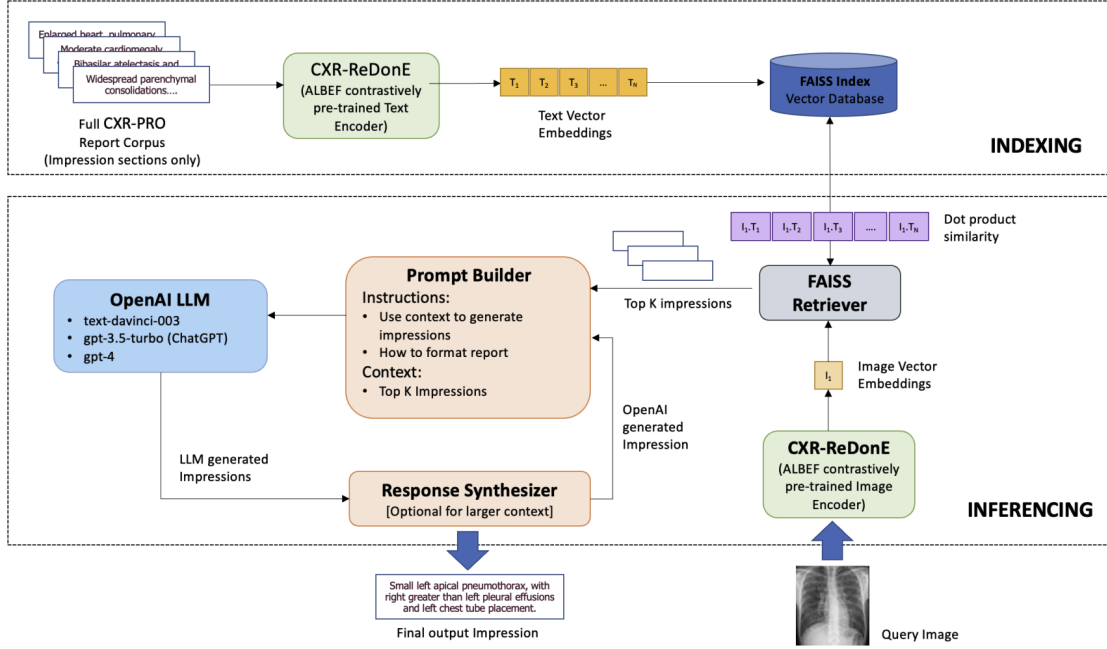 Enlarged heart, pulmonary
Moderate cardiomegaly
Bibasilar atelectasis and
Widespread parenchymal
consolidations....
Full CXR-PRO
Report Corpus
(Impression sections only)
CXR-ReDonE
(ALBEF contrastively
pre-trained Text
Encoder)
T1 T2 T3 ... TN
Text Vector
Embeddings
FAISS Index
Vector Database
INDEXING
I1.T1 I1.T2 I1.T3 .... I1.TN
Dot product
similarity
FAISS
Retriever
Top K impressions
Prompt Builder
Instructions:
• Use context to generate
impressions
• How to format report
Context:
• Top K Impressions
OpenAI LLM
• text-davinci-003
• gpt-3.5-turbo (ChatGPT)
• gpt-4
I1
Image Vector
Embeddings
OpenAI
generated
Impression
CXR-ReDonE
(ALBEF contrastively
pre-trained Image
Encoder)
LLM generated
Impressions
Response Synthesizer
[Optional for larger context]
INFERENCING
Small left apical pneumothorax, with
right greater than left pleural effusions
and left chest tube placement.
Final output Impression
Query Image